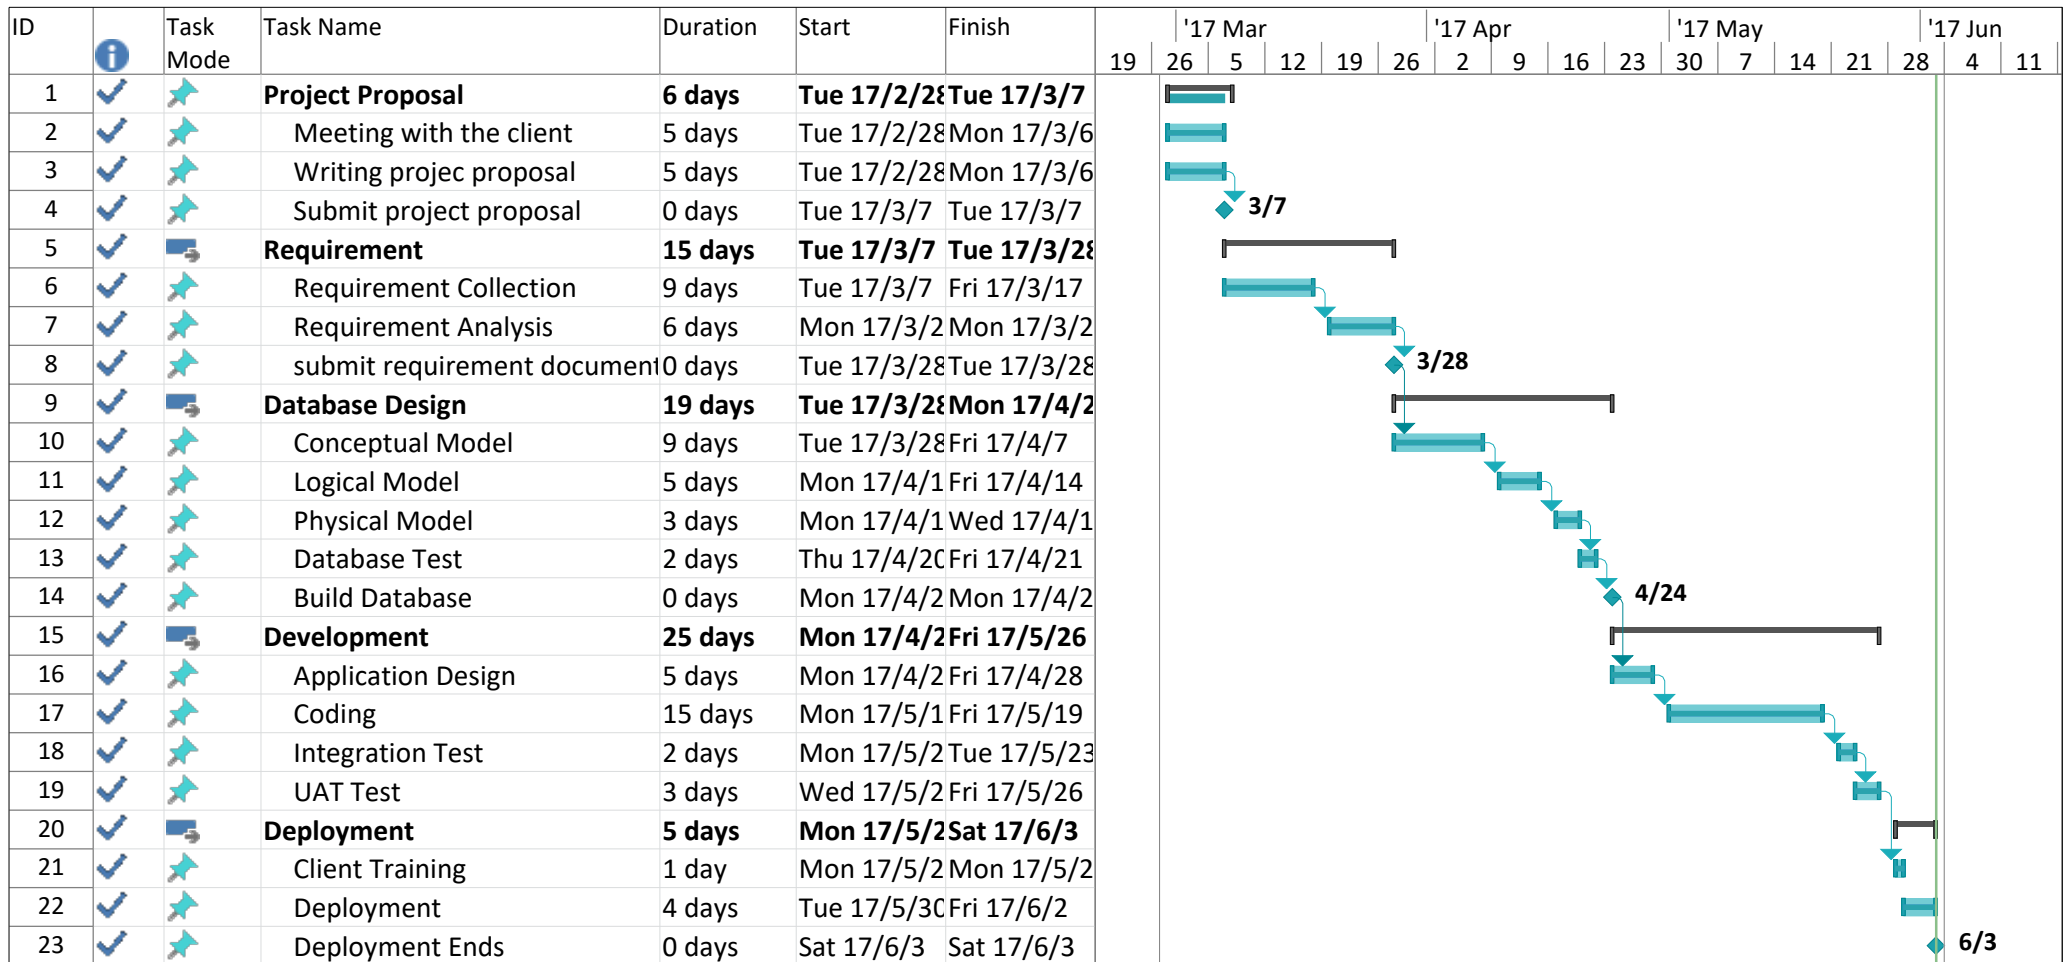 ID Task Mode Task Name Duration Start Finish '17 Mar '17 Apr '17 May '17 Jun
19 26 5 12 19 26 2 9 16 23 30 7 14 21 28 4 11
1 Project Proposal 6 days Tue 17/2/28 Tue 17/3/7
2 Meeting with the client 5 days Tue 17/2/28 Mon 17/3/6
3 Writing projec proposal 5 days Tue 17/2/28 Mon 17/3/6
4 Submit project proposal 0 days Tue 17/3/7 Tue 17/3/7 3/7
5 Requirement 15 days Tue 17/3/7 Tue 17/3/28
6 Requirement Collection 9 days Tue 17/3/7 Fri 17/3/17
7 Requirement Analysis 6 days Mon 17/3/2 Mon 17/3/2
8 submit requirement document 0 days Tue 17/3/28 Tue 17/3/28 3/28
9 Database Design 19 days Tue 17/3/28 Mon 17/4/2
10 Conceptual Model 9 days Tue 17/3/28 Fri 17/4/7
11 Logical Model 5 days Mon 17/4/1 Fri 17/4/14
12 Physical Model 3 days Mon 17/4/1 Wed 17/4/1
13 Database Test 2 days Thu 17/4/20 Fri 17/4/21
14 Build Database 0 days Mon 17/4/2 Mon 17/4/2 4/24
15 Development 25 days Mon 17/4/2 Fri 17/5/26
16 Application Design 5 days Mon 17/4/2 Fri 17/4/28
17 Coding 15 days Mon 17/5/1 Fri 17/5/19
18 Integration Test 2 days Mon 17/5/2 Tue 17/5/23
19 UAT Test 3 days Wed 17/5/2 Fri 17/5/26
20 Deployment 5 days Mon 17/5/2 Sat 17/6/3
21 Client Training 1 day Mon 17/5/2 Mon 17/5/2
22 Deployment 4 days Tue 17/5/30 Fri 17/6/2
23 Deployment Ends 0 days Sat 17/6/3 Sat 17/6/3 6/3